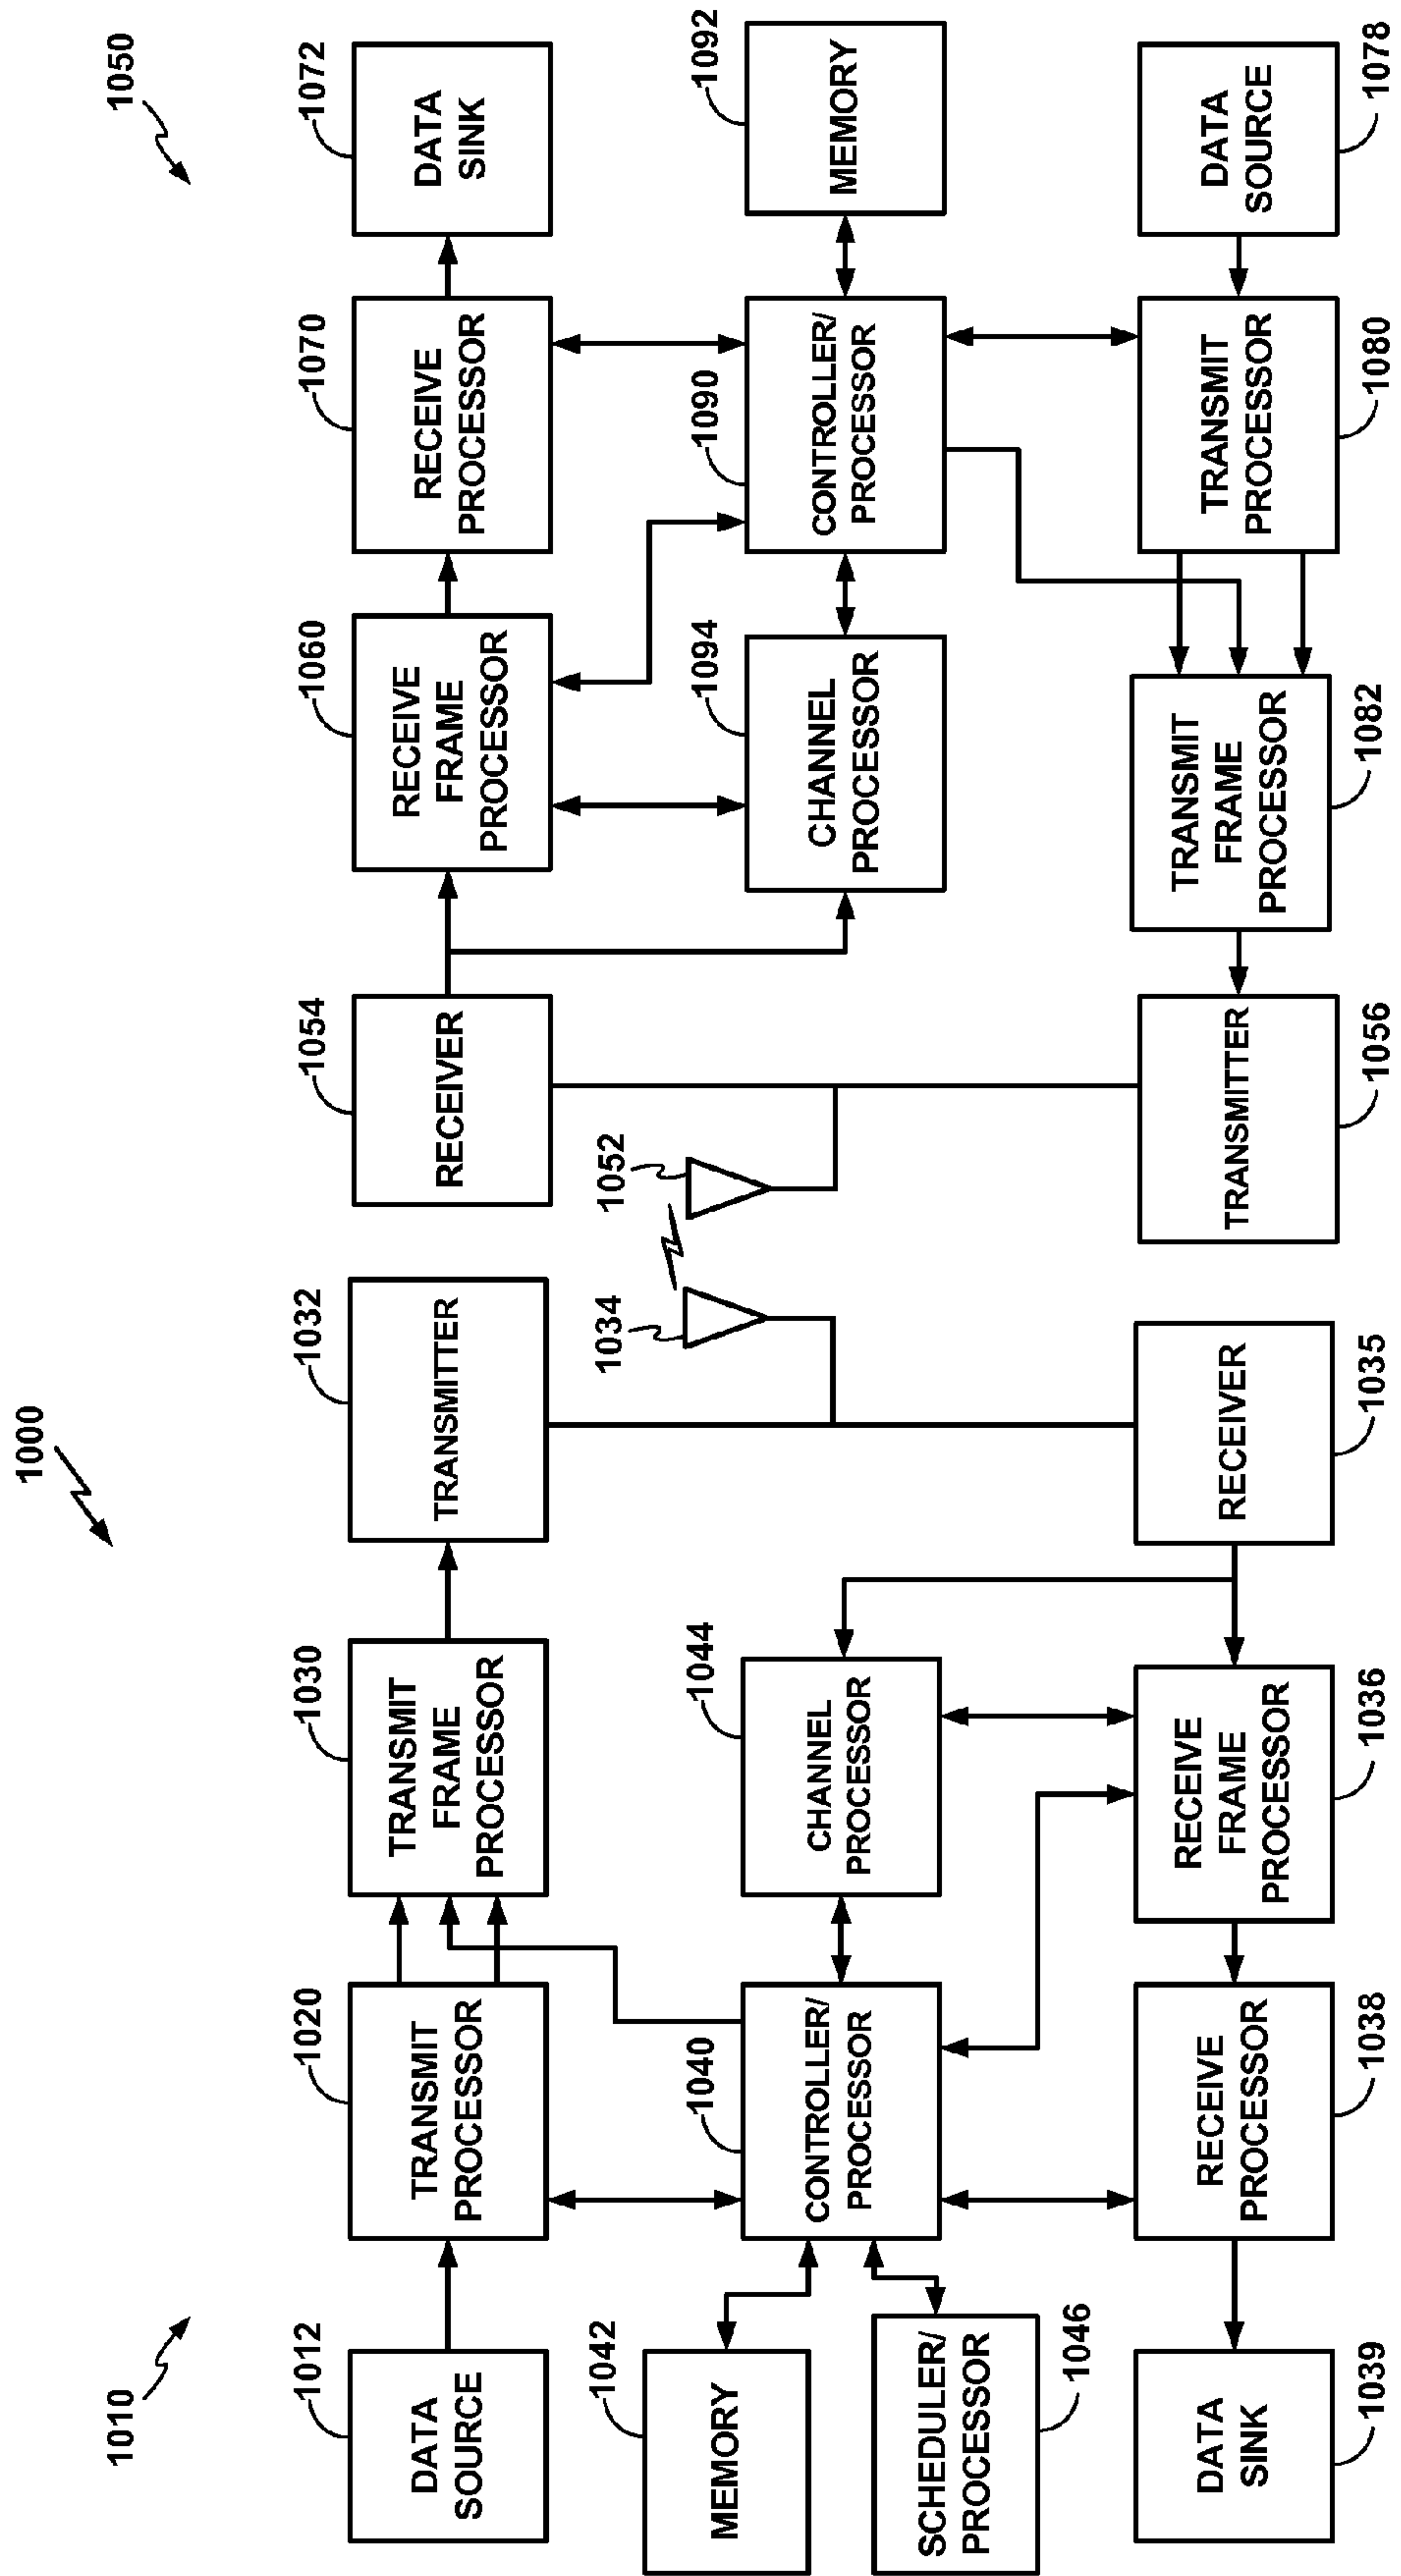 1000
1010
1050
1012
DATA
SOURCE
1020
TRANSMIT
PROCESSOR
1030
TRANSMIT
FRAME
PROCESSOR
1032
TRANSMITTER
1054
RECEIVER
1060
RECEIVE
FRAME
PROCESSOR
1070
RECEIVE
PROCESSOR
1072
DATA
SINK
1042
MEMORY
1040
CONTROLLER/
PROCESSOR
1044
CHANNEL
PROCESSOR
1034
1052
1094
CHANNEL
PROCESSOR
1090
CONTROLLER/
PROCESSOR
1092
MEMORY
SCHEDULER/
PROCESSOR
1046
DATA
SINK
1039
RECEIVE
PROCESSOR
1038
RECEIVE
FRAME
PROCESSOR
1036
RECEIVER
1035
TRANSMITTER
1056
TRANSMIT
FRAME
PROCESSOR
1082
TRANSMIT
PROCESSOR
1080
DATA
SOURCE
1078